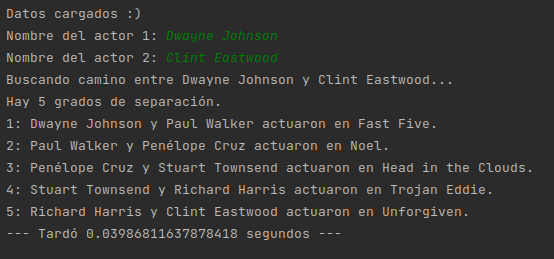 Datos cargados :)
Nombre del actor 1: Dwayne Johnson
Nombre del actor 2: Clint Eastwood
Buscando camino entre Dwayne Johnson y Clint Eastwood...
Hay 5 grados de separación.
1: Dwayne Johnson y Paul Walker actuaron en Fast Five.
2: Paul Walker y Penélope Cruz actuaron en Noel.
3: Penélope Cruz y Stuart Townsend actuaron en Head in the Clouds.
4: Stuart Townsend y Richard Harris actuaron en Trojan Eddie.
5: Richard Harris y Clint Eastwood actuaron en Unforgiven.
--- Tardó 0.03986811637878418 segundos ---